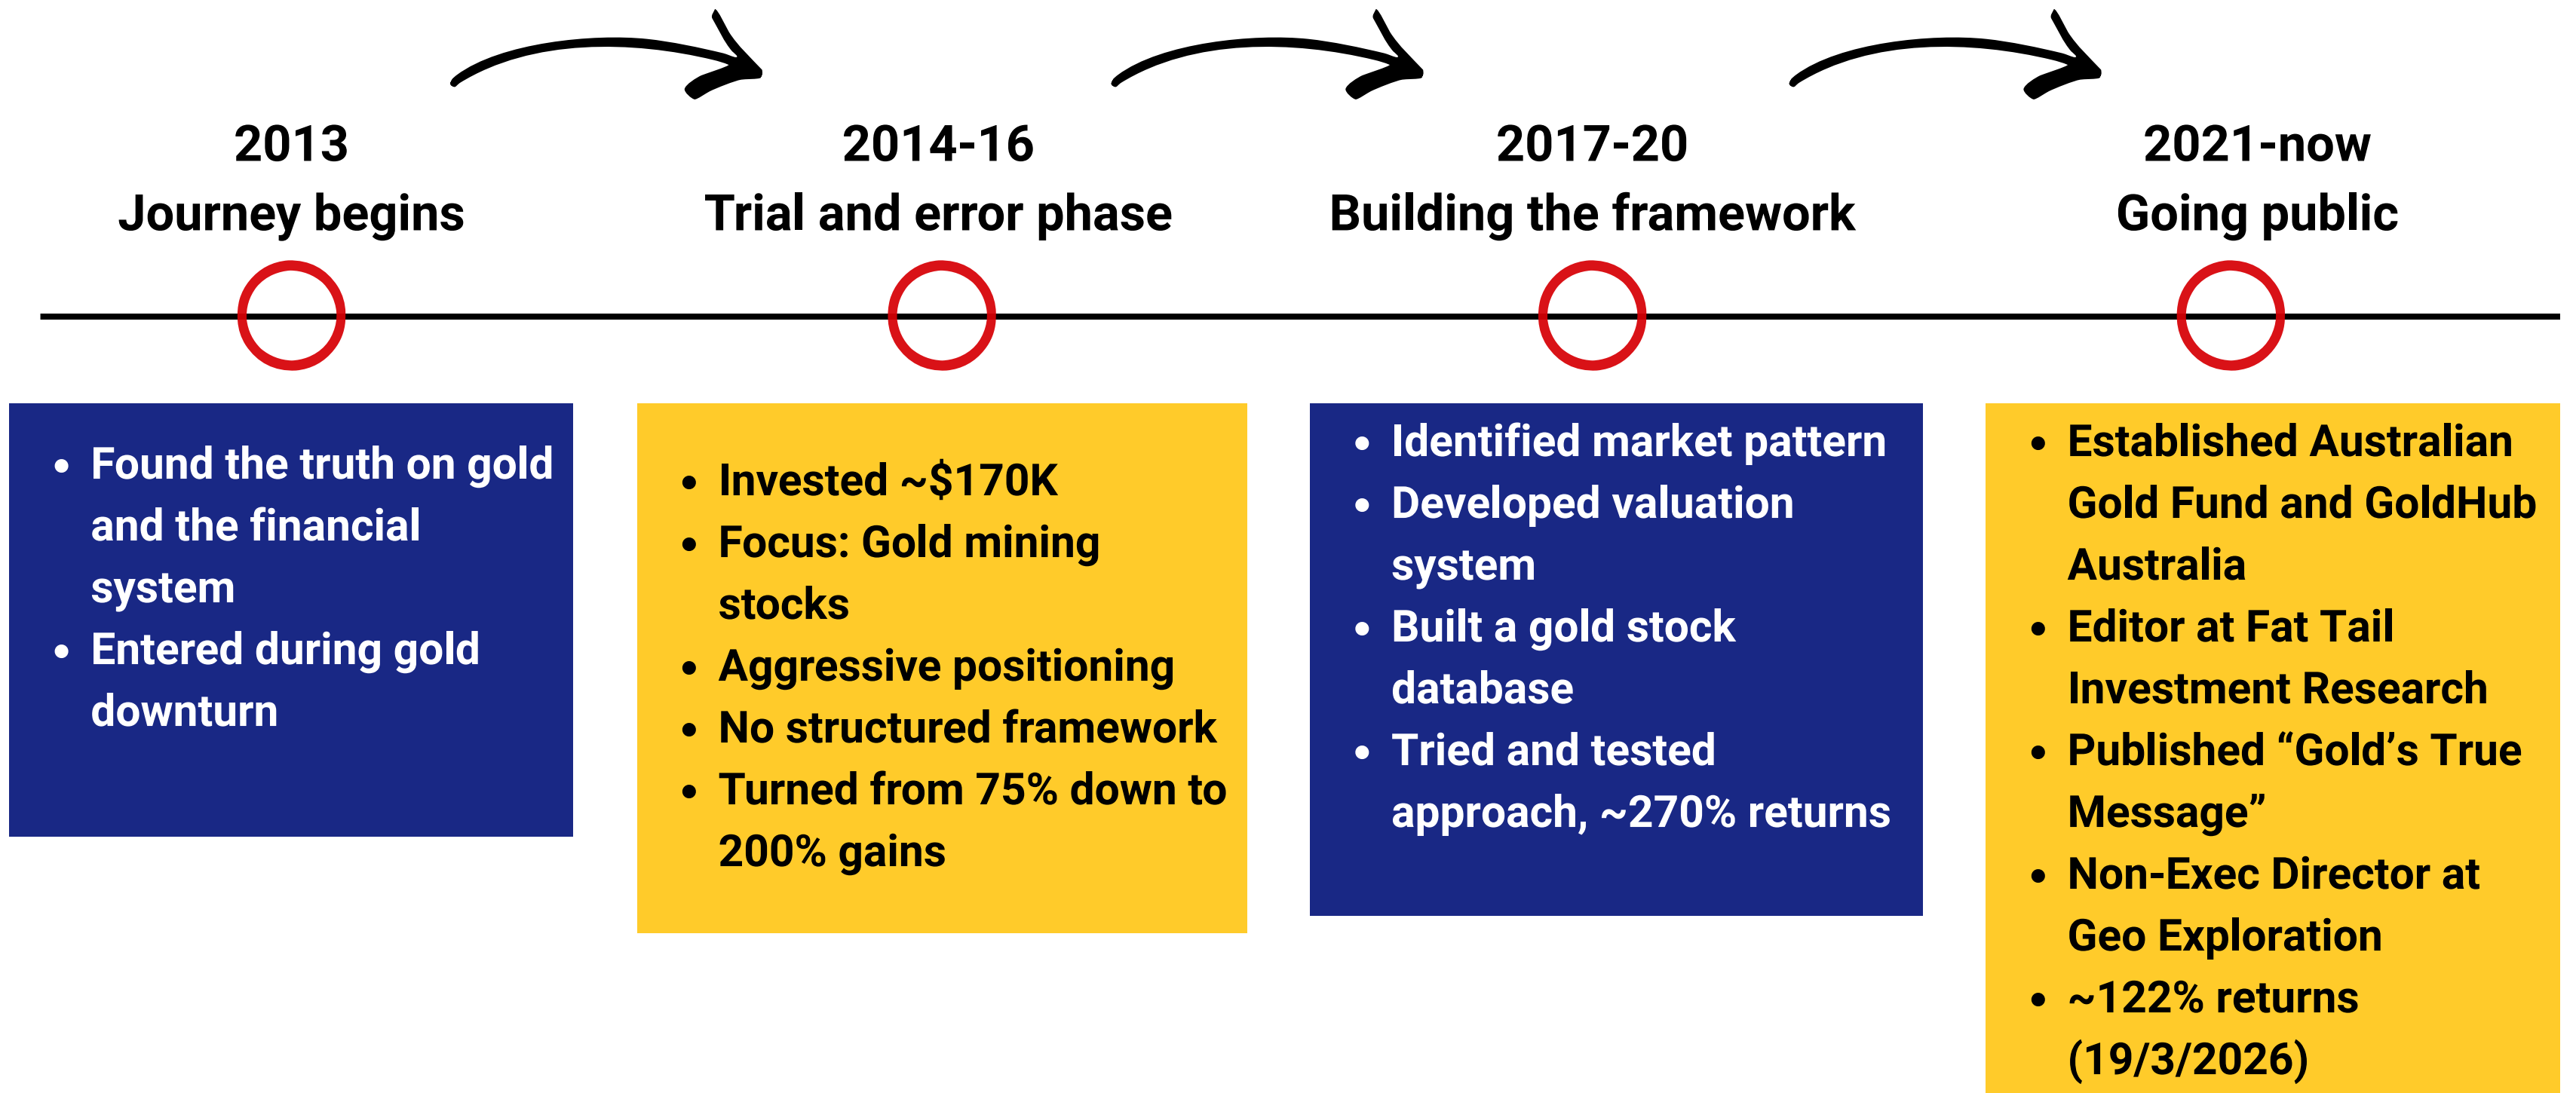 2013
Journey begins
2014-16
Trial and error phase
2017-20
Building the framework
2021-now
Going public
• Found the truth on gold
and the financial
system
• Entered during gold
downturn
• Invested ~$170K
• Focus: Gold mining
stocks
• Aggressive positioning
• No structured framework
• Turned from 75% down to
200% gains
• Identified market pattern
• Developed valuation
system
• Built a gold stock
database
• Tried and tested
approach, ~270% returns
• Established Australian
Gold Fund and GoldHub
Australia
• Editor at Fat Tail
Investment Research
• Published “Gold’s True
Message”
• Non-Exec Director at
Geo Exploration
• ~122% returns
(19/3/2026)